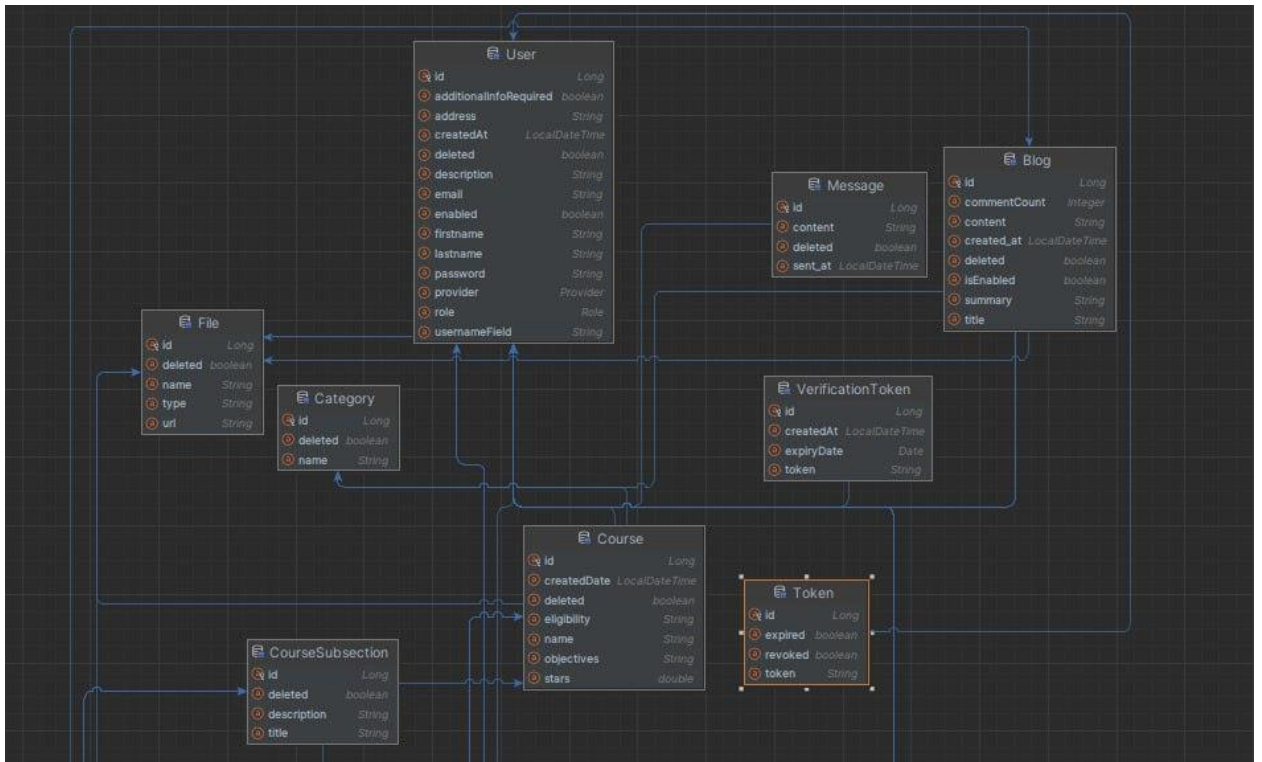 User
id Long
additionalInfoRequired boolean
address String
createdAt LocalDateTime
deleted boolean
description String
email String
enabled boolean
firstname String
lastname String
password String
provider Provider
role Role
usernameField String
Blog
id Long
commentCount Integer
content String
created_at LocalDateTime
deleted boolean
isEnabled boolean
summary String
title String
Message
id Long
content String
deleted boolean
sent_at LocalDateTime
File
id Long
deleted boolean
name String
type String
url String
Category
id Long
deleted boolean
name String
VerificationToken
id Long
createdAt LocalDateTime
expiryDate Date
token String
Course
id Long
createdDate LocalDateTime
deleted boolean
eligibility String
name String
objectives String
stars double
Token
id Long
expired boolean
revoked boolean
token String
CourseSubsection
id Long
deleted boolean
description String
title String